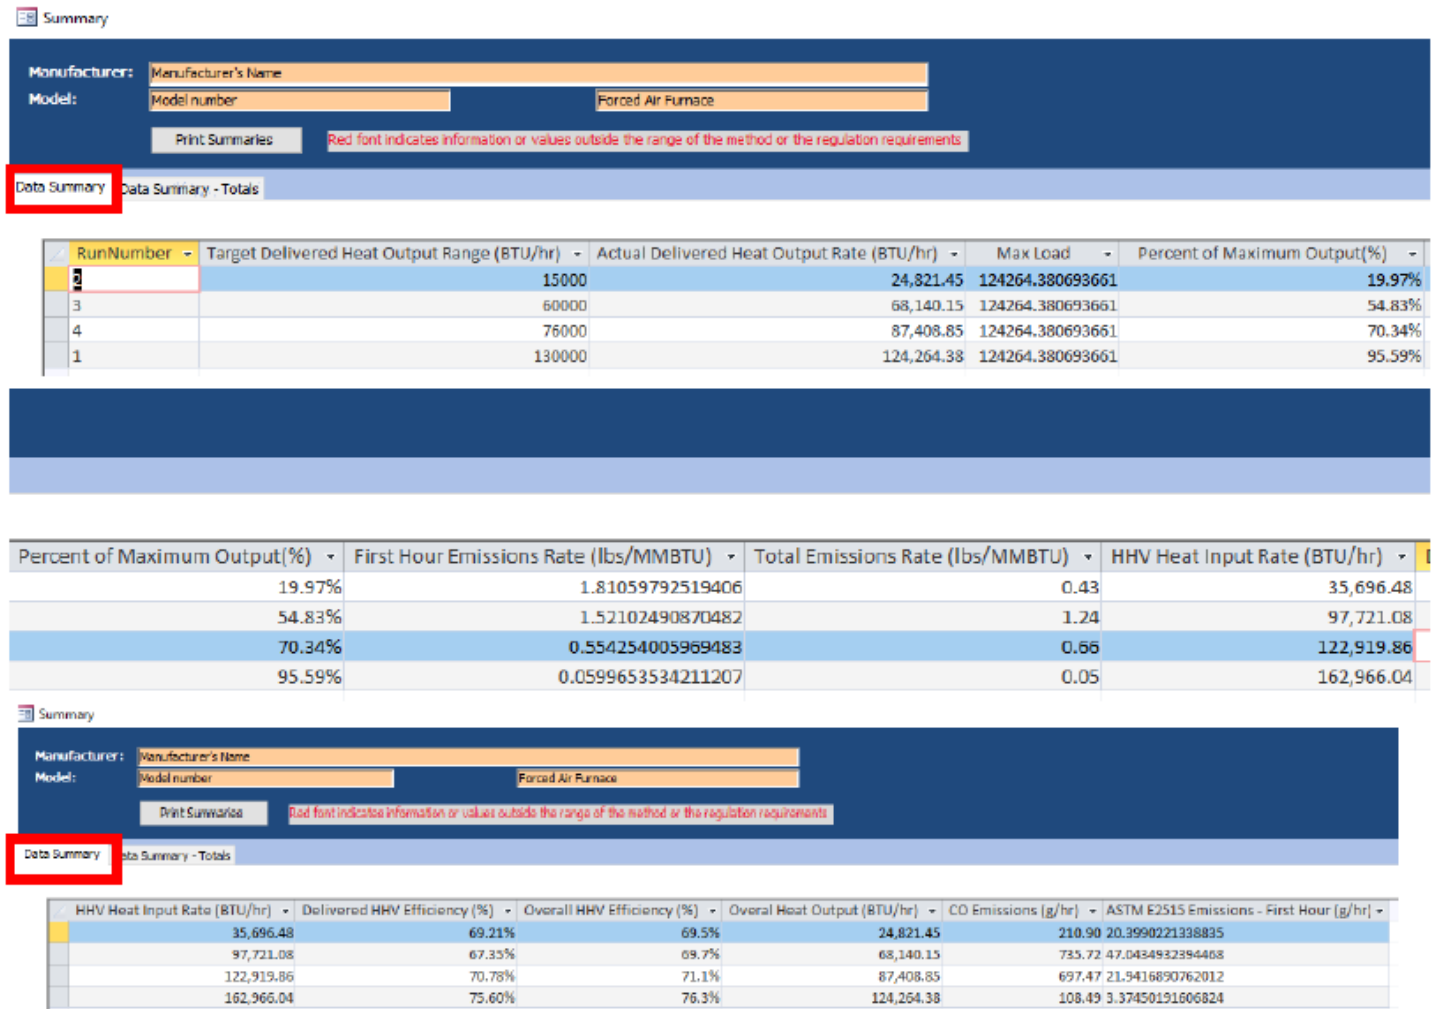 Summary
Manufacturer: Manufacturer's Name
Model: Model number Forced Air Furnace
Print Summaries Red font indicates information or values outside the range of the method or the regulation requirements
Data Summary Data Summary - Totals
RunNumber Target Delivered Heat Output Range (BTU/hr) Actual Delivered Heat Output Rate (BTU/hr) Max Load Percent of Maximum Output(%)
2 15000 24,821.45 124264.380693661 19.97%
3 60000 68,140.15 124264.380693661 54.83%
4 76000 87,408.85 124264.380693661 70.34%
1 130000 124,264.38 124264.380693661 95.59%
Percent of Maximum Output(%) First Hour Emissions Rate (lbs/MMBTU) Total Emissions Rate (lbs/MMBTU) HHV Heat Input Rate (BTU/hr)
19.97% 1.81059792519406 0.43 35,696.48
54.83% 1.52102490870482 1.24 97,721.08
70.34% 0.554254005969483 0.66 122,919.86
95.59% 0.0599653534211207 0.05 162,966.04
Summary
Manufacturer: Manufacturer's Name
Model: Model number Forced Air Furnace
Print Summaries Red font indicates information or values outside the range of the method or the regulation requirements
Data Summary ata Summary - Totals
HHV Heat Input Rate (BTU/hr) Delivered HHV Efficiency (%) Overall HHV Efficiency (%) Overal Heat Output (BTU/hr) CO Emissions (g/hr) ASTM E2515 Emissions - First Hour (g/hr)
35,696.48 69.21% 69.5% 24,821.45 210.90 20.3990221338835
97,721.08 67.35% 69.7% 68,140.15 735.72 47.0434932394468
122,919.86 70.78% 71.1% 87,408.85 697.47 21.9416890762012
162,966.04 75.60% 76.3% 124,264.38 108.49 3.37450191606824